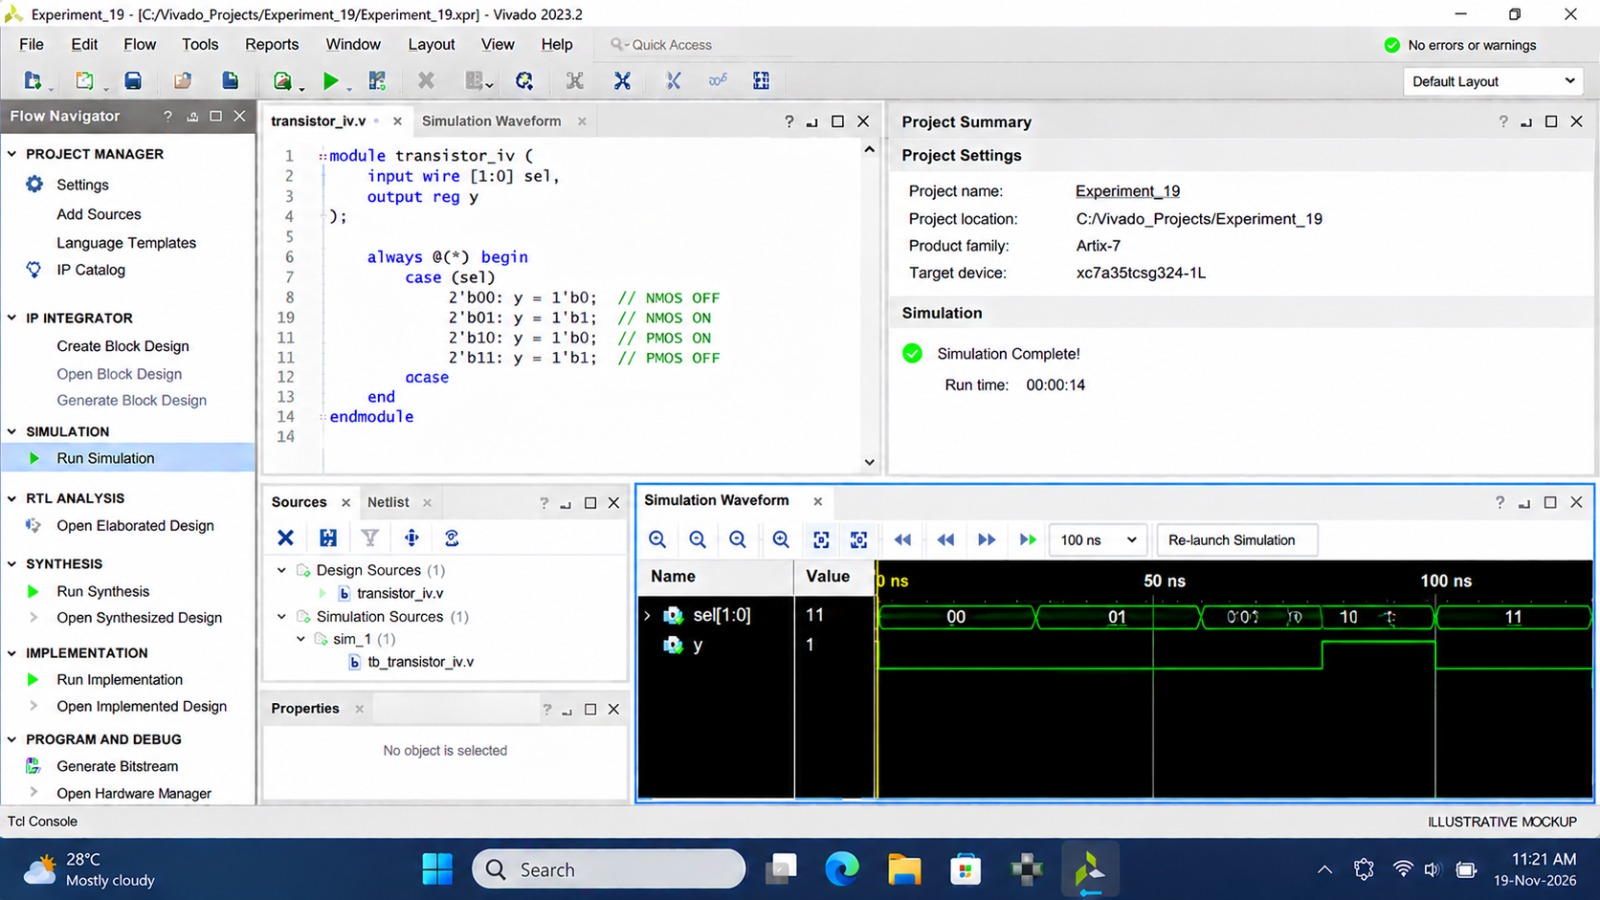 Experiment_19 - [C:/Vivado_Projects/Experiment_19/Experiment_19.xpr] - Vivado 2023.2
File Edit Flow Tools Reports Window Layout View Help Quick Access
No errors or warnings
Default Layout
Flow Navigator ?
PROJECT MANAGER
Settings
Add Sources
Language Templates
IP Catalog
IP INTEGRATOR
Create Block Design
Open Block Design
Generate Block Design
SIMULATION
Run Simulation
RTL ANALYSIS
Open Elaborated Design
SYNTHESIS
Run Synthesis
Open Synthesized Design
IMPLEMENTATION
Run Implementation
Open Implemented Design
PROGRAM AND DEBUG
Generate Bitstream
Open Hardware Manager
transistor_iv.v Simulation Waveform ?
1 module transistor_iv (
2 input wire [1:0] sel,
3 output reg y
4 );
5
6 always @(*) begin
7 case (sel)
8 2'b00: y = 1'b0; // NMOS OFF
19 2'b01: y = 1'b1; // NMOS ON
11 2'b10: y = 1'b0; // PMOS ON
11 2'b11: y = 1'b1; // PMOS OFF
12 acase
13 end
14 endmodule
14
Project Summary ?
Project Settings
Project name: Experiment_19
Project location: C:/Vivado_Projects/Experiment_19
Product family: Artix-7
Target device: xc7a35tcsg324-1L
Simulation
Simulation Complete!
Run time: 00:00:14
Sources Netlist ?
Design Sources (1)
transistor_iv.v
Simulation Sources (1)
sim_1 (1)
tb_transistor_iv.v
Properties ?
No object is selected
Simulation Waveform ?
100 ns Re-launch Simulation
Name Value 0 ns 50 ns 100 ns
sel[1:0] 11 00 01 10 11
y 1
Tcl Console
ILLUSTRATIVE MOCKUP
28°C
Mostly cloudy
Search
11:21 AM
19-Nov-2026